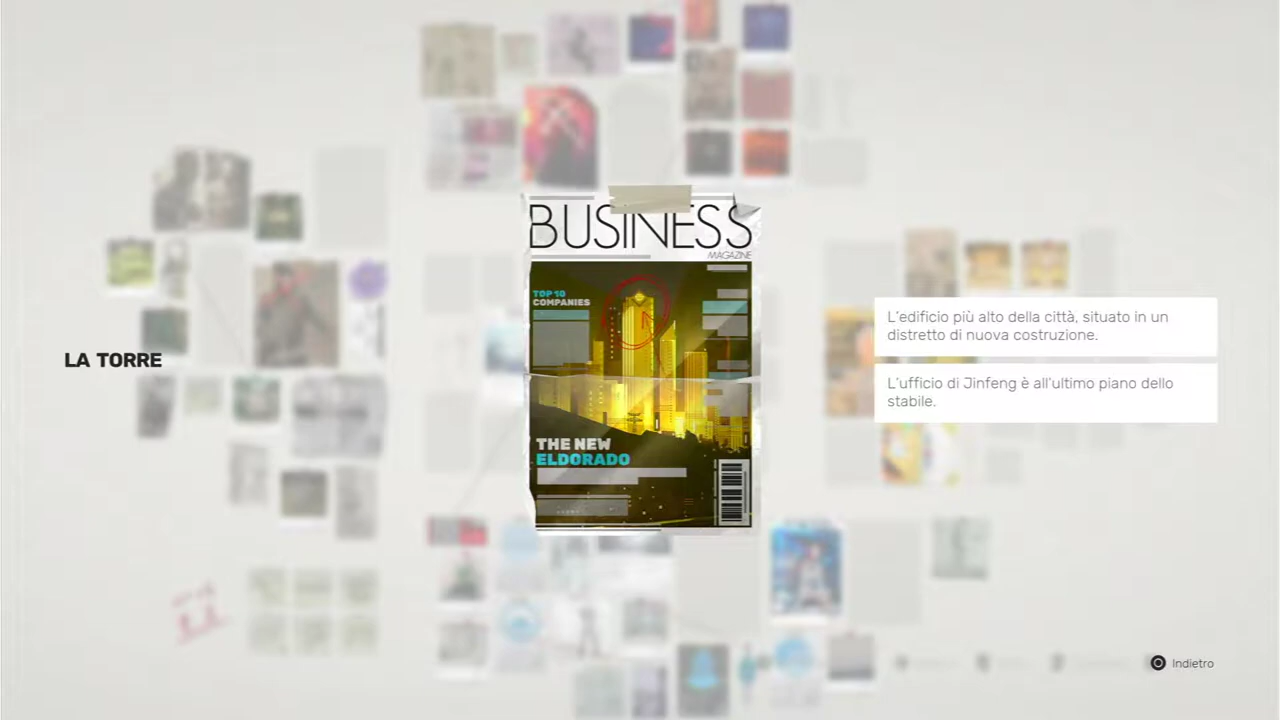 BUSINESS
MAGAZINE
TOP 10
COMPANIES
THE NEW
ELDORADO
LA TORRE
L'edificio più alto della città, situato in un
distretto di nuova costruzione.
L'ufficio di Jinfeng è all'ultimo piano dello
stabile.
Indietro